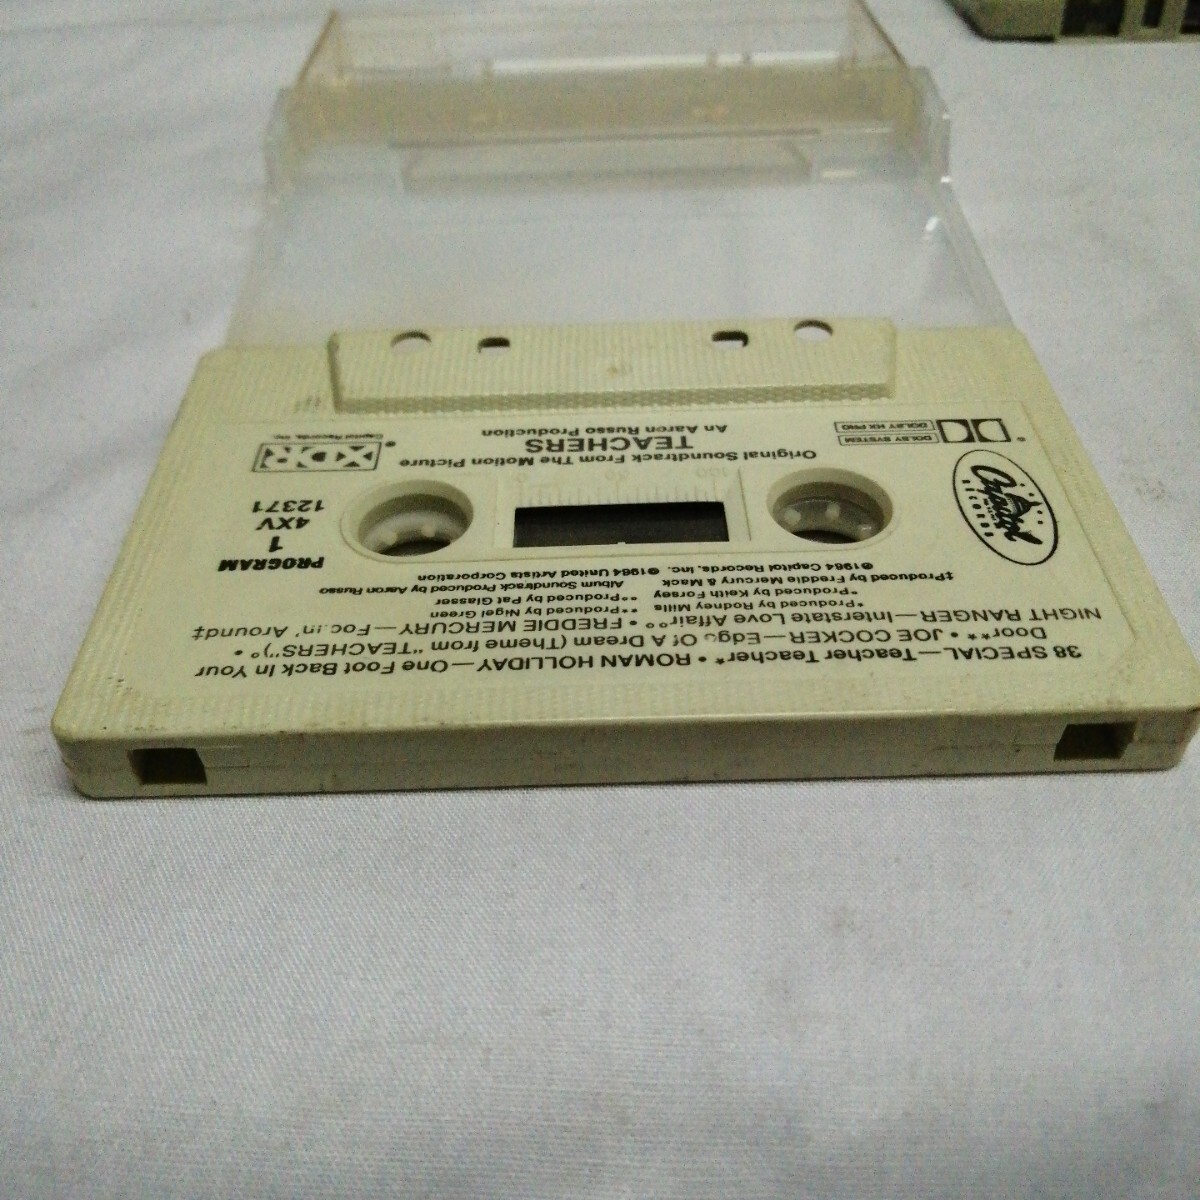 Capitol
RECORDS
DOLBY SYSTEM
DOLBY HX PRO
Original Soundtrack From The Motion Picture
TEACHERS
An Aaron Russo Production
XDR
Capitol Records, Inc.
PROGRAM
1
4XV
12371
38 SPECIAL—Teacher Teacher* • ROMAN HOLLIDAY—One Foot Back In Your
Door** • JOE COCKER—Edge Of A Dream (Theme from "TEACHERS")° •
NIGHT RANGER—Interstate Love Affair°° • FREDDIE MERCURY—Foolin' Around‡
*Produced by Rodney Mills **Produced by Nigel Green
°Produced by Keith Forsey °°Produced by Pat Glasser
‡Produced by Freddie Mercury & Mack Album Soundtrack Produced by Aaron Russo
℗1984 Capitol Records, Inc. ©1984 United Artists Corporation